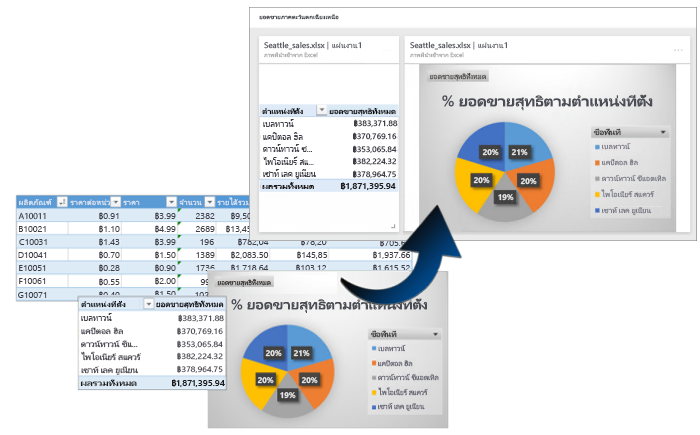 ยอดขายภาคตะวันตกเฉียงเหนือ
Seattle_sales.xlsx | แผ่นงาน1
ภาพที่นำเข้าจาก Excel
ตำแหน่งที่ตั้ง ยอดขายสุทธิทั้งหมด
เบลทาวน์ ฿383,371.88
แคปิตอล ฮิล ฿370,769.16
ดาวน์ทาวน์ ซี... ฿353,065.84
ไพโอเนียร์ สแ... ฿382,224.32
เซาท์ เลค ยูเนียน ฿378,964.75
ผลรวมทั้งหมด ฿1,871,395.94
Seattle_sales.xlsx | แผ่นงาน1
ภาพที่นำเข้าจาก Excel
ยอดขายสุทธิทั้งหมด
% ยอดขายสุทธิตามตำแหน่งที่ตั้ง
20% 21%
20% 20%
19%
ชื่อพื้นที่
เบลทาวน์
แคปิตอล ฮิล
ดาวน์ทาวน์ ซีแอตเทิล
ไพโอเนียร์ สแควร์
เซาท์ เลค ยูเนียน
ผลิตภัณฑ์ ราคาต่อหน่ว ราคา จำนวน รายได้รวม
A10011 ฿0.91 ฿3.99 2382 ฿9,50
B10021 ฿1.10 ฿4.99 2689 ฿13,4
C10031 ฿1.43 ฿3.99 196 ฿782,04 ฿78,20 ฿705.6
D10041 ฿0.70 ฿1.50 1389 ฿2,083.50 ฿145,85 ฿1,937.66
E10051 ฿0.28 ฿0.90 1736 ฿1,718.64 ฿103.12 ฿1,615.52
F10061 ฿0.55 ฿2.00 99
G10071 ฿0.40 ฿1.50
ตำแหน่งที่ตั้ง ยอดขายสุทธิทั้งหมด
เบลทาวน์ ฿383,371.88
แคปิตอล ฮิล ฿370,769.16
ดาวน์ทาวน์ ซีแ... ฿353,065.84
ไพโอเนียร์ สแควร์ ฿382,224.32
เซาท์ เลค ยูเนียน ฿378,964.75
ผลรวมทั้งหมด ฿1,871,395.94
ยอดขายสุทธิทั้งหมด
% ยอดขายสุทธิตามตำแหน่งที่ตั้ง
20% 21%
20% 20%
19%
ชื่อพื้นที่
เบลทาวน์
แคปิตอล ฮิล
ดาวน์ทาวน์ ซีแอตเทิล
ไพโอเนียร์ สแควร์
เซาท์ เลค ยูเนียน